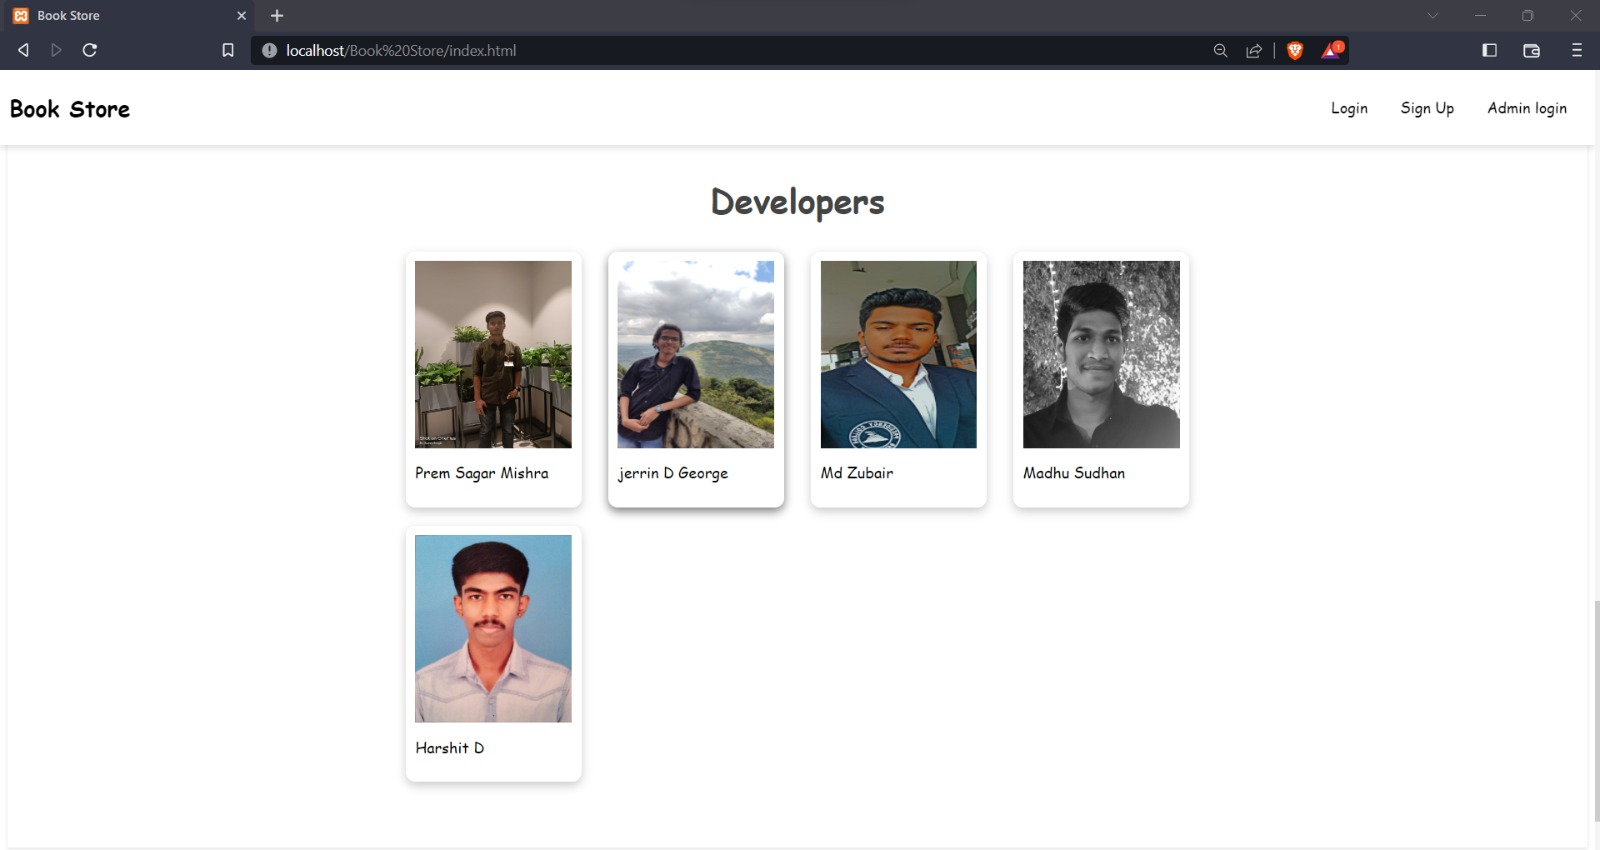 Book Store
localhost/Book%20Store/index.html
1
Book Store
Login
Sign Up
Admin login
Developers
Prem Sagar Mishra
jerrin D George
Md Zubair
Madhu Sudhan
Harshit D